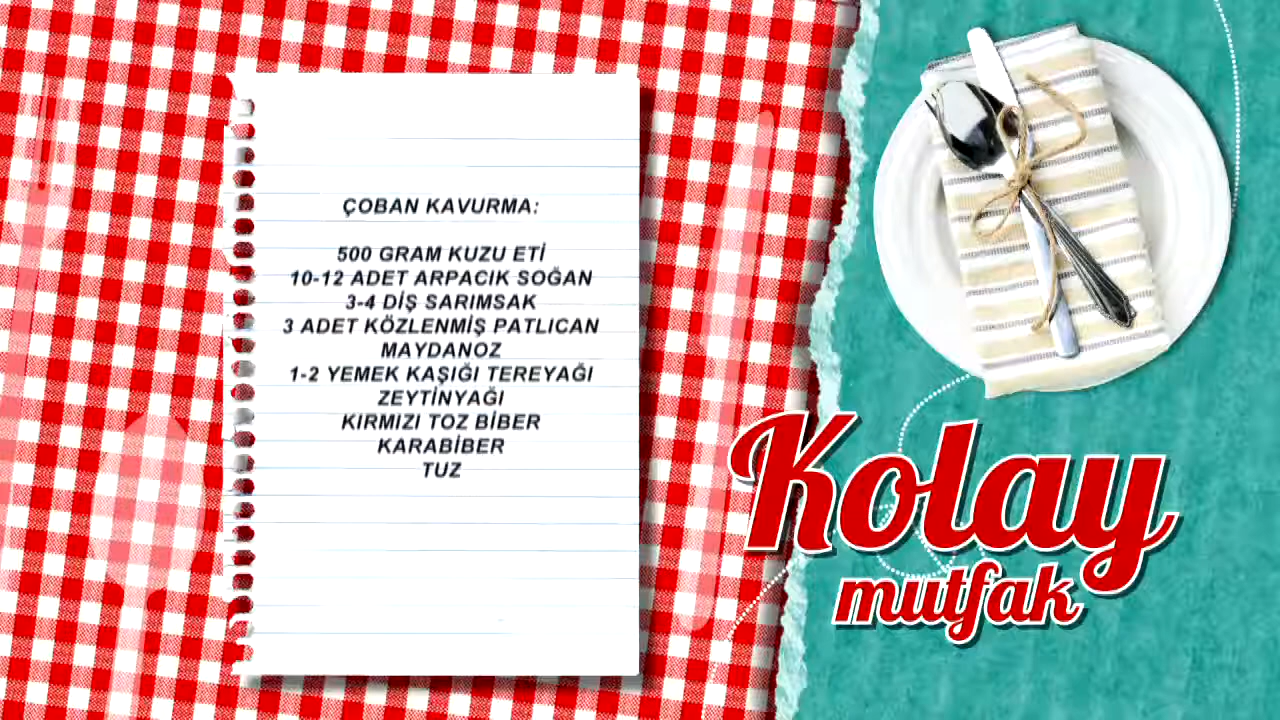 ÇOBAN KAVURMA:
500 GRAM KUZU ETİ
10-12 ADET ARPACIK SOĞAN
3-4 DİŞ SARIMSAK
3 ADET KÖZLENMİŞ PATLICAN
MAYDANOZ
1-2 YEMEK KAŞIĞI TEREYAĞI
ZEYTİNYAĞI
KIRMIZI TOZ BİBER
KARABİBER
TUZ
Kolay
mutfak